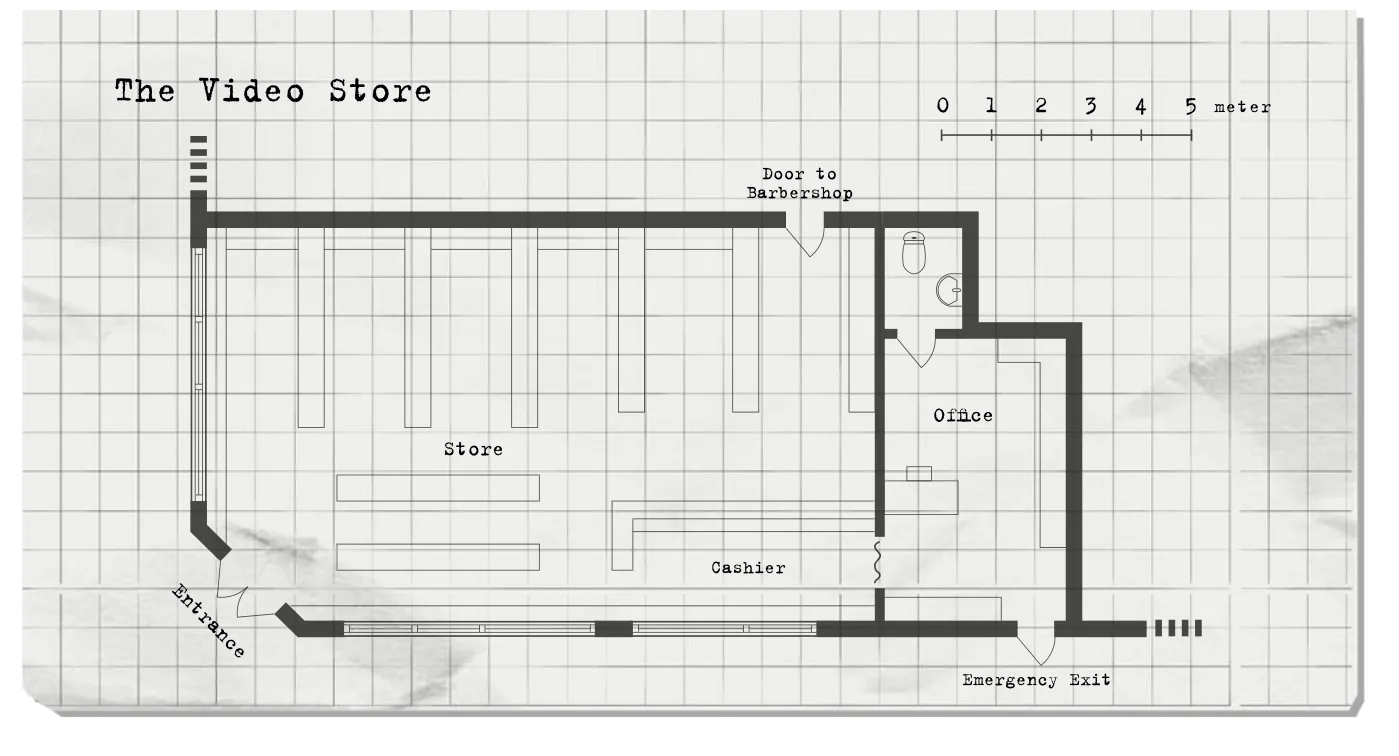 The Video Store
0 1 2 3 4 5 meter
Door to
Barbershop
Office
Store
Cashier
Entrance
Emergency Exit